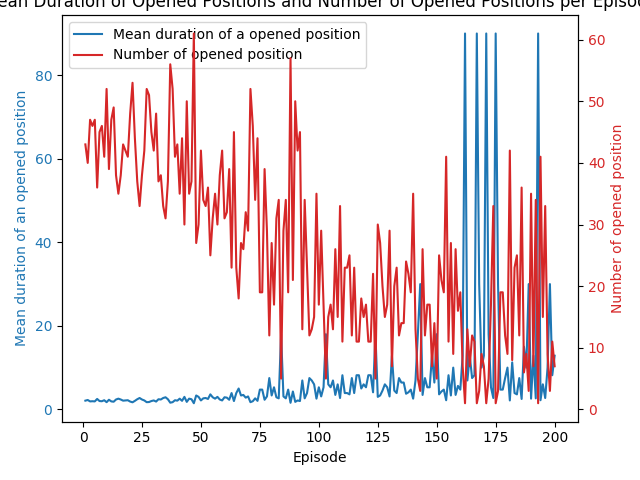 ean Duration of Opened Positions and Number of Opened Positions per Episod
Mean duration of a opened position
Number of opened position
Mean duration of an opened position
80
60
40
20
0
60
50
40
30
20
10
0
Number of opened position
0 25 50 75 100 125 150 175 200
Episode